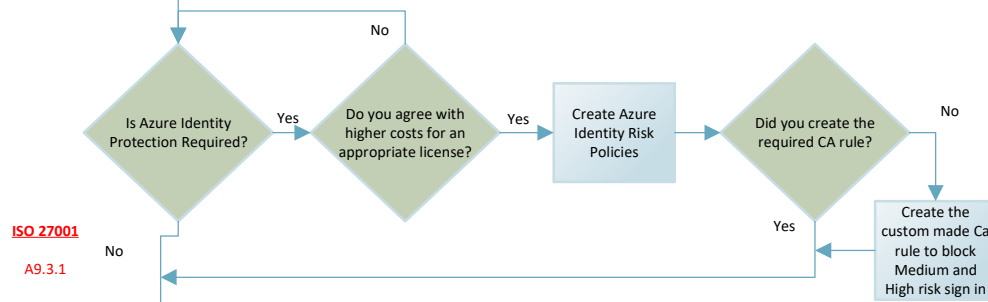 No
Is Azure Identity
Protection Required?
Yes
Do you agree with
higher costs for an
appropriate license?
Yes
Create Azure
Identity Risk
Policies
Did you create the
required CA rule?
No
Yes
Create the
custom made Ca
rule to block
Medium and
High risk sign in
ISO 27001
A9.3.1
No